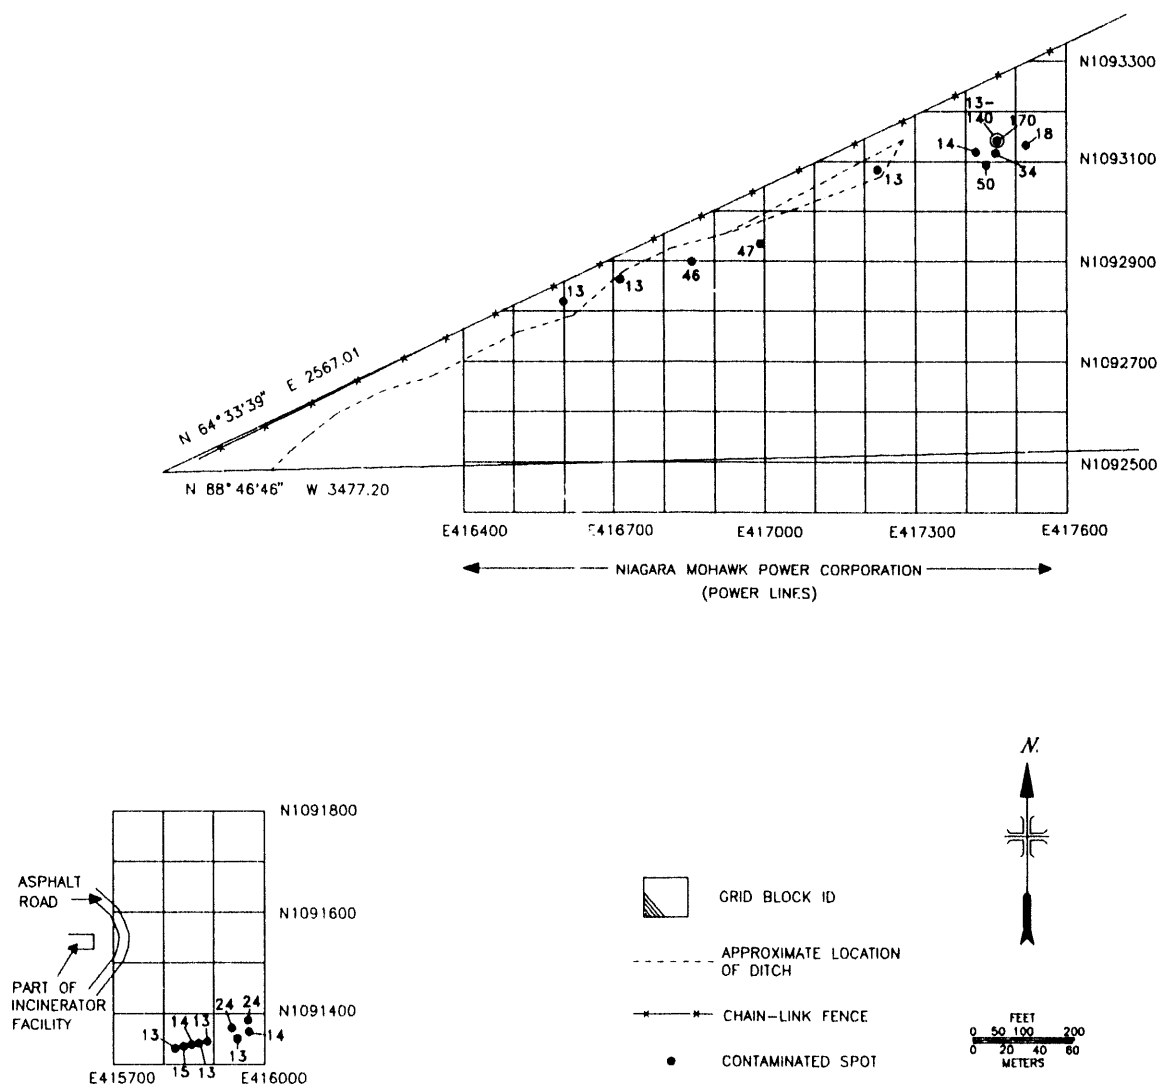 N1093300
13-
140
170
18
14
N1093100
34
50
13
47
N1092900
46
13
13
N 64°33'39" E 2567.01
N1092700
N1092500
N 88°46'46" W 3477.20
E416400
E416700
E417000
E417300
E417600
NIAGARA MOHAWK POWER CORPORATION
(POWER LINES)
N.
N1091800
ASPHALT
ROAD
N1091600
PART OF
INCINERATOR
FACILITY
N1091400
24
24
14
13
13
14
15
13
13
E415700
E416000
GRID BLOCK ID
APPROXIMATE LOCATION
OF DITCH
CHAIN-LINK FENCE
CONTAMINATED SPOT
FEET
0 50 100 200
0 20 40 60
METERS